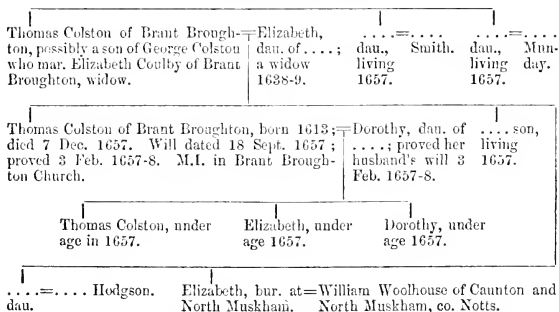 Thomas Colston of Brant Brough-
ton, possibly a son of George Colston
who mar. Elizabeth Coulby of Brant
Broughton, widow.
=Elizabeth,
dau. of . . . . ;
a widow
1638-9.
. . . . = . . . .
dau., Smith.
living
1657.
. . . . = . . . .
dau., Mun-
living day.
1657.
Thomas Colston of Brant Broughton, born 1613;
died 7 Dec. 1657. Will dated 18 Sept. 1657;
proved 3 Feb. 1657-8. M.I. in Brant Brough-
ton Church.
=Dorothy, dau. of
. . . . ; proved her
husband's will 3
Feb. 1657-8.
. . . . son,
living
1657.
Thomas Colston, under
age in 1657.
Elizabeth, under
age 1657.
Dorothy, under
age 1657.
. . . . = . . . . Hodgson.
dau.
Elizabeth, bur. at=William Woolhouse of Caunton and
North Muskham. North Muskham, co. Notts.